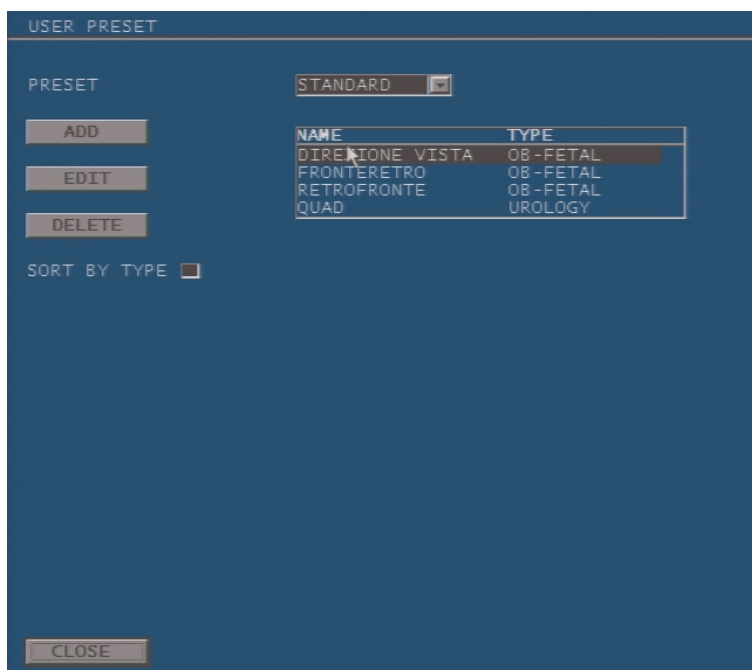 USER PRESET
PRESET STANDARD
ADD
NAME TYPE
DIREZIONE VISTA OB-FETAL
EDIT
FRONTERETRO OB-FETAL
RETROFRONTE OB-FETAL
DELETE
QUAD UROLOGY
SORT BY TYPE
CLOSE